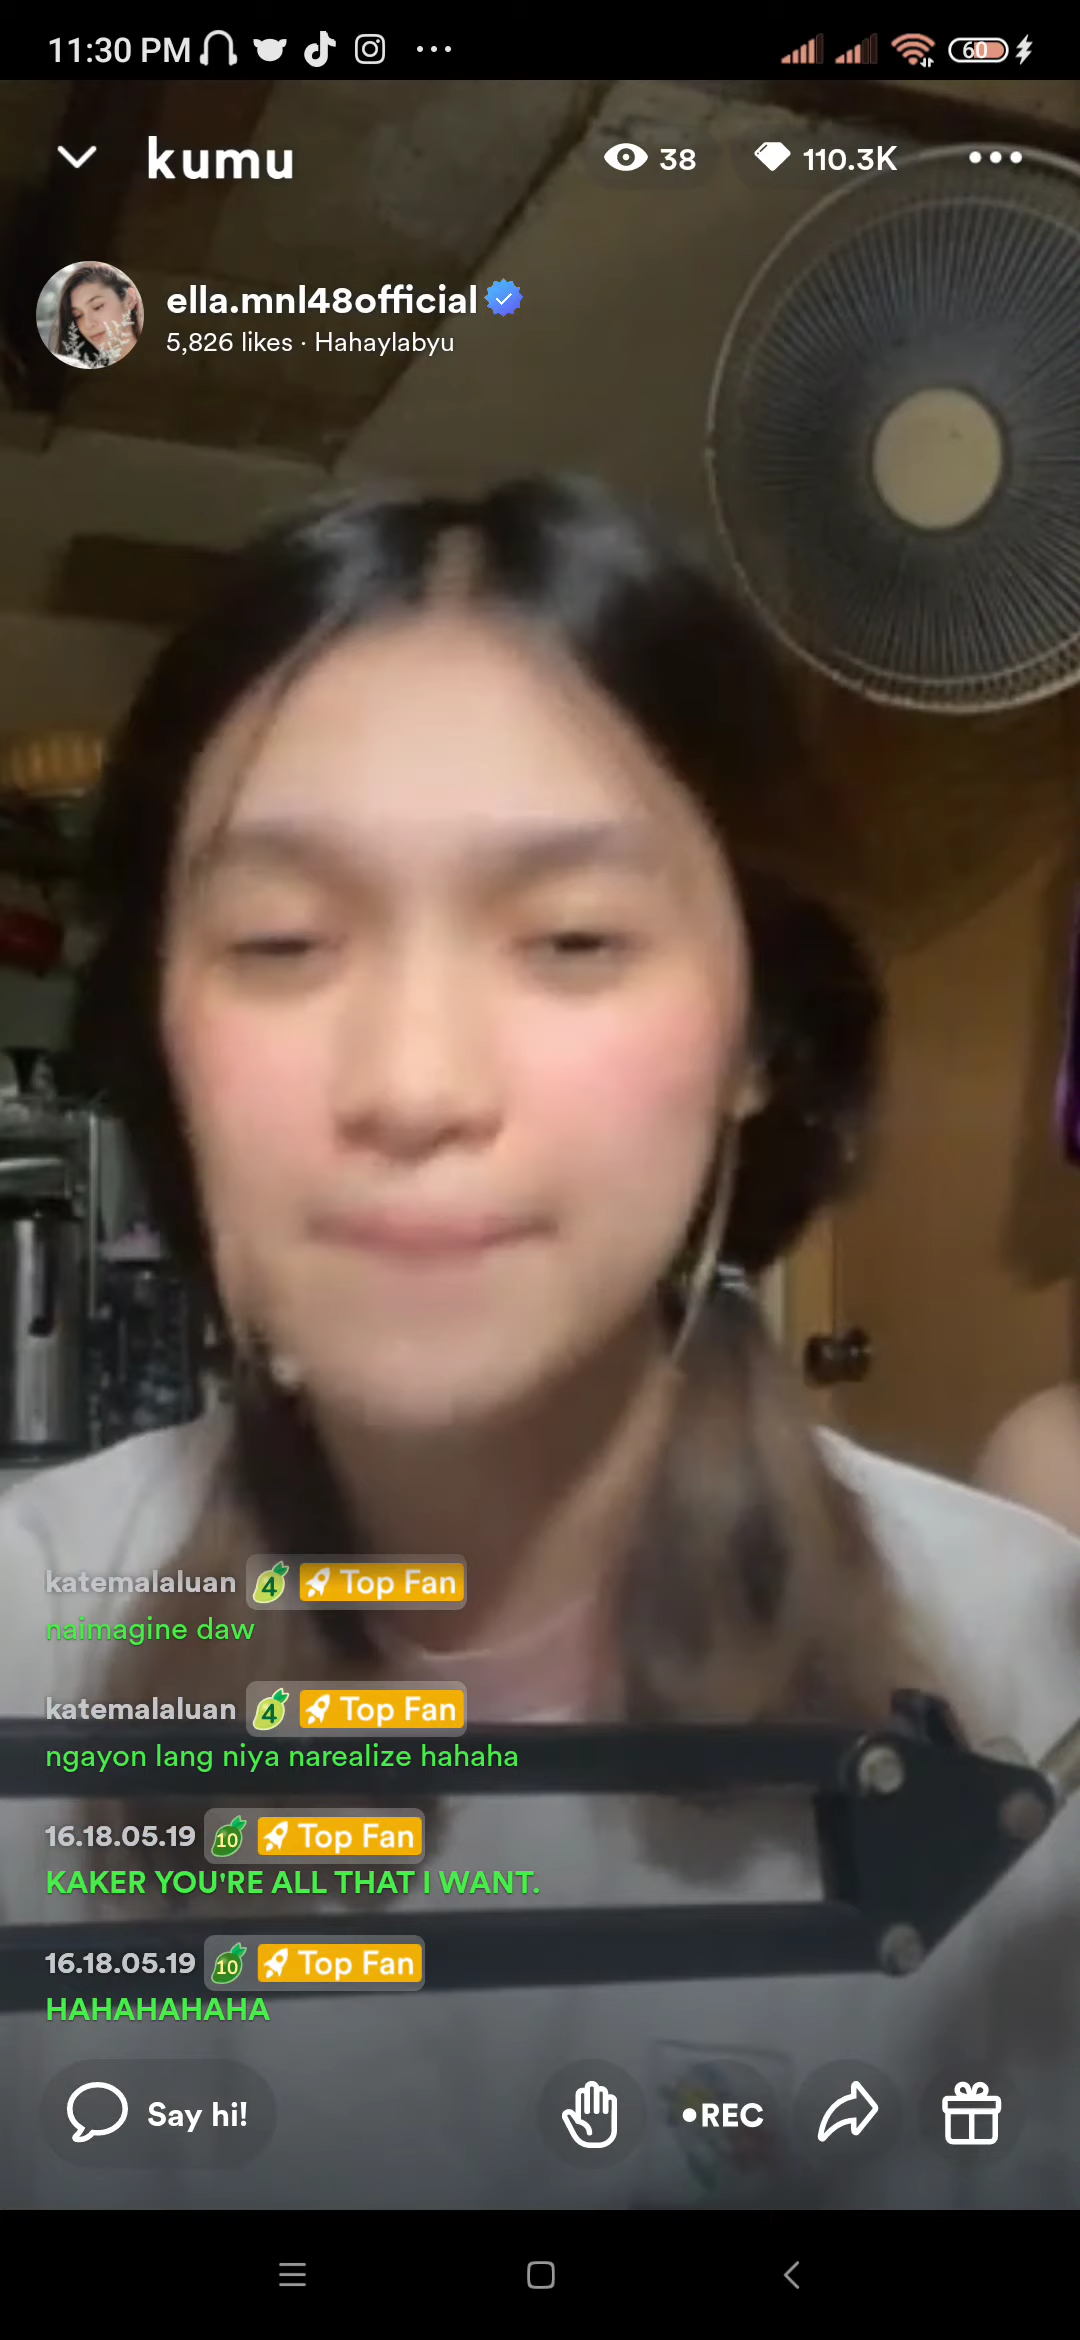 11:30 PM
60
kumu
38
110.3K
ella.mnl48official
5,826 likes · Hahaylabyu
katemalaluan 4 Top Fan
naimagine daw
katemalaluan 4 Top Fan
ngayon lang niya narealize hahaha
16.18.05.19 10 Top Fan
KAKER YOU'RE ALL THAT I WANT.
16.18.05.19 10 Top Fan
HAHAHAHAHA
Say hi!
•REC